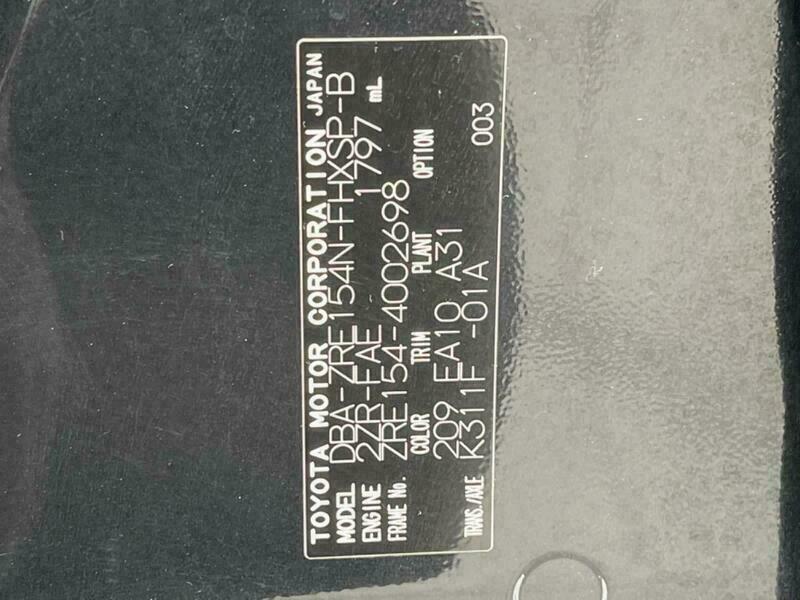 TOYOTA MOTOR CORPORATION JAPAN
MODEL DBA-ZRE154N-FHXSP-B
ENGINE 2ZR-FAE 1797 mL
FRAME No. ZRE154-4002698
COLOR TRIM PLANT OPTION
209 EA10 A31
TRANS./AXLE K311F -01A 003